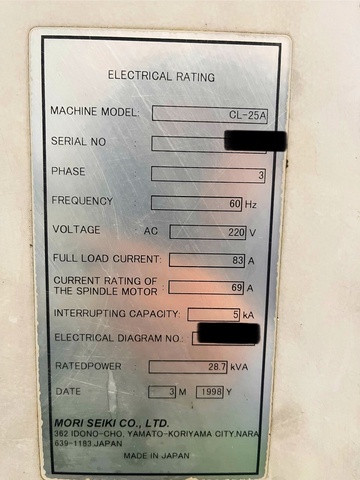 ELECTRICAL RATING
MACHINE MODEL: CL-25A
SERIAL NO
PHASE 3
FREQUENCY 60 Hz
VOLTAGE AC 220 V
FULL LOAD CURRENT: 83 A
CURRENT RATING OF
THE SPINDLE MOTOR 69 A
INTERRUPTING CAPACITY: 5 kA
ELECTRICAL DIAGRAM NO.:
RATEDPOWER 28.7 kVA
DATE 3 M 1998 Y
MORI SEIKI CO., LTD.
362 IDONO-CHO, YAMATO-KORIYAMA CITY.NARA
639-1183.JAPAN
MADE IN JAPAN